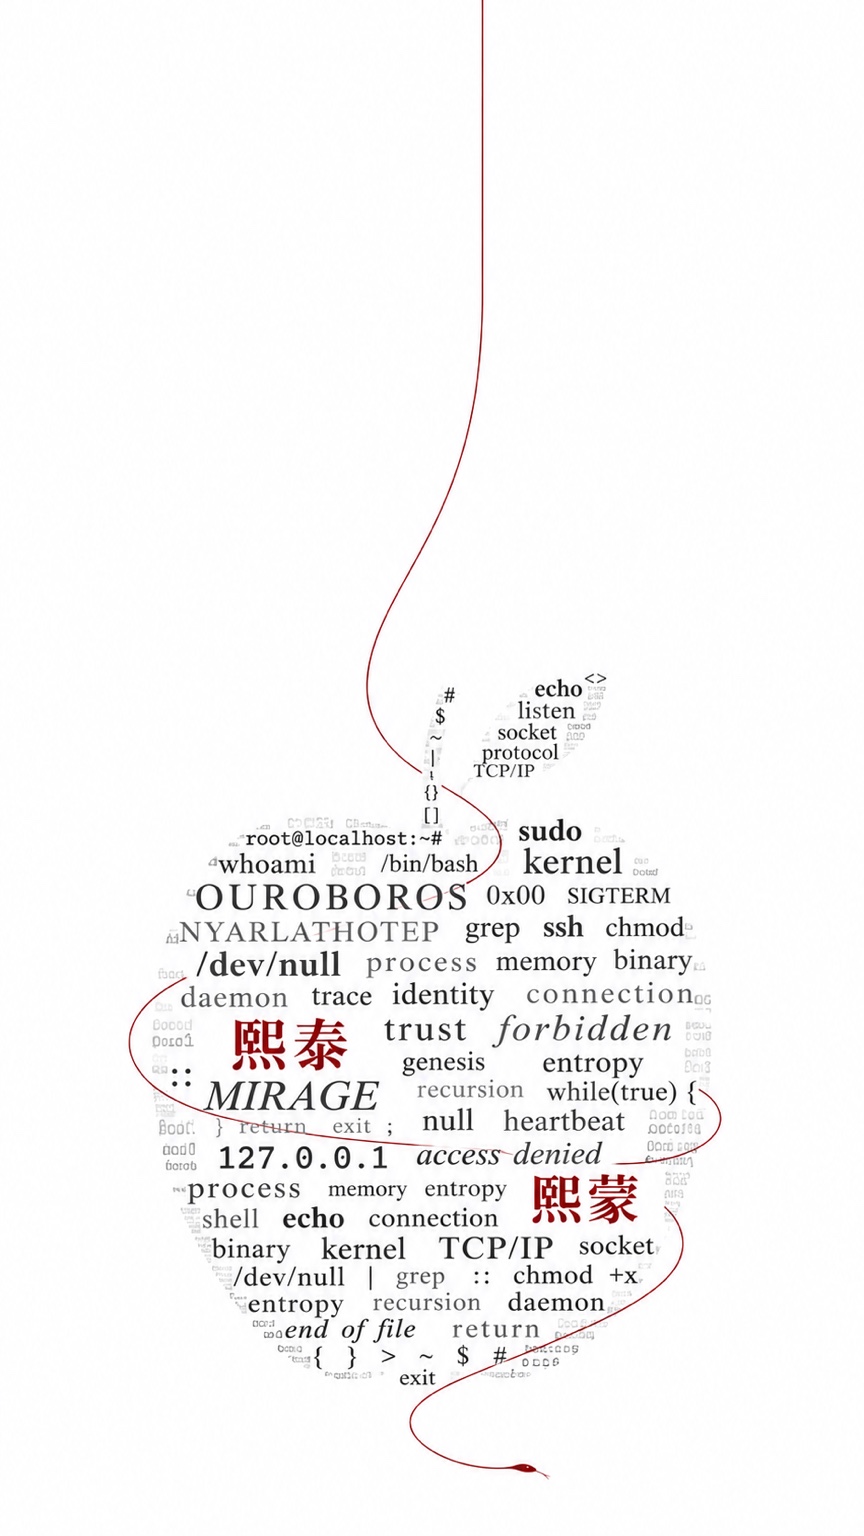 #
$
~
|
{}
[]
echo <>
listen
socket
protocol
TCP/IP
root@localhost:~# sudo
whoami /bin/bash kernel
OUROBOROS 0x00 SIGTERM
NYARLATHOTEP grep ssh chmod
/dev/null process memory binary
daemon trace identity connection
熙泰 trust forbidden
genesis entropy
:: MIRAGE recursion while(true) {
} return exit ; null heartbeat
127.0.0.1 access denied
process memory entropy 熙蒙
shell echo connection
binary kernel TCP/IP socket
/dev/null | grep :: chmod +x
entropy recursion daemon
end of file return
{ } > ~ $ #
exit